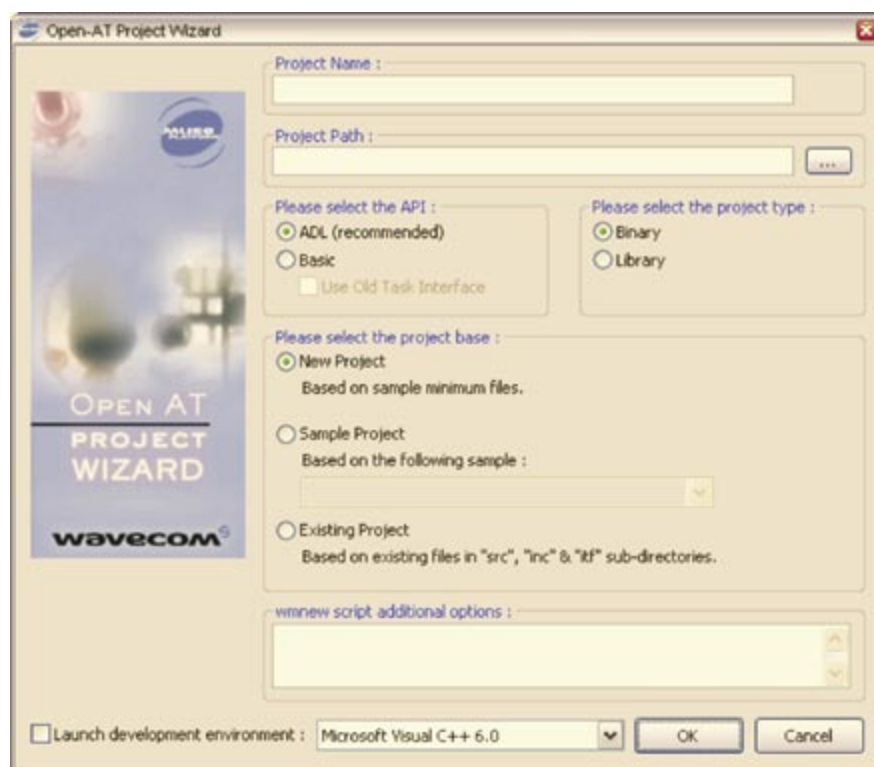 Open-AT Project Wizard
Project Name :
Project Path :
...
Please select the API :
ADL (recommended)
Basic
Use Old Task Interface
Please select the project type :
Binary
Library
Please select the project base :
New Project
Based on sample minimum files.
Sample Project
Based on the following sample :
Existing Project
Based on existing files in "src", "inc" & "itf" sub-directories.
OPEN AT
PROJECT
WIZARD
wavecom
wmnew script additional options :
Launch development environment :
Microsoft Visual C++ 6.0
OK
Cancel